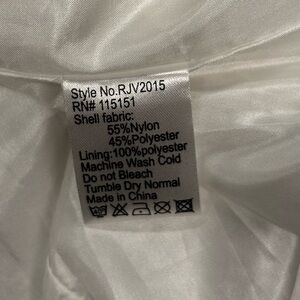 Style No.RJV2015
RN# 115151
Shell fabric:
55%Nylon
45%Polyester
Lining:100%polyester
Machine Wash Cold
Do not Bleach
Tumble Dry Normal
Made in China